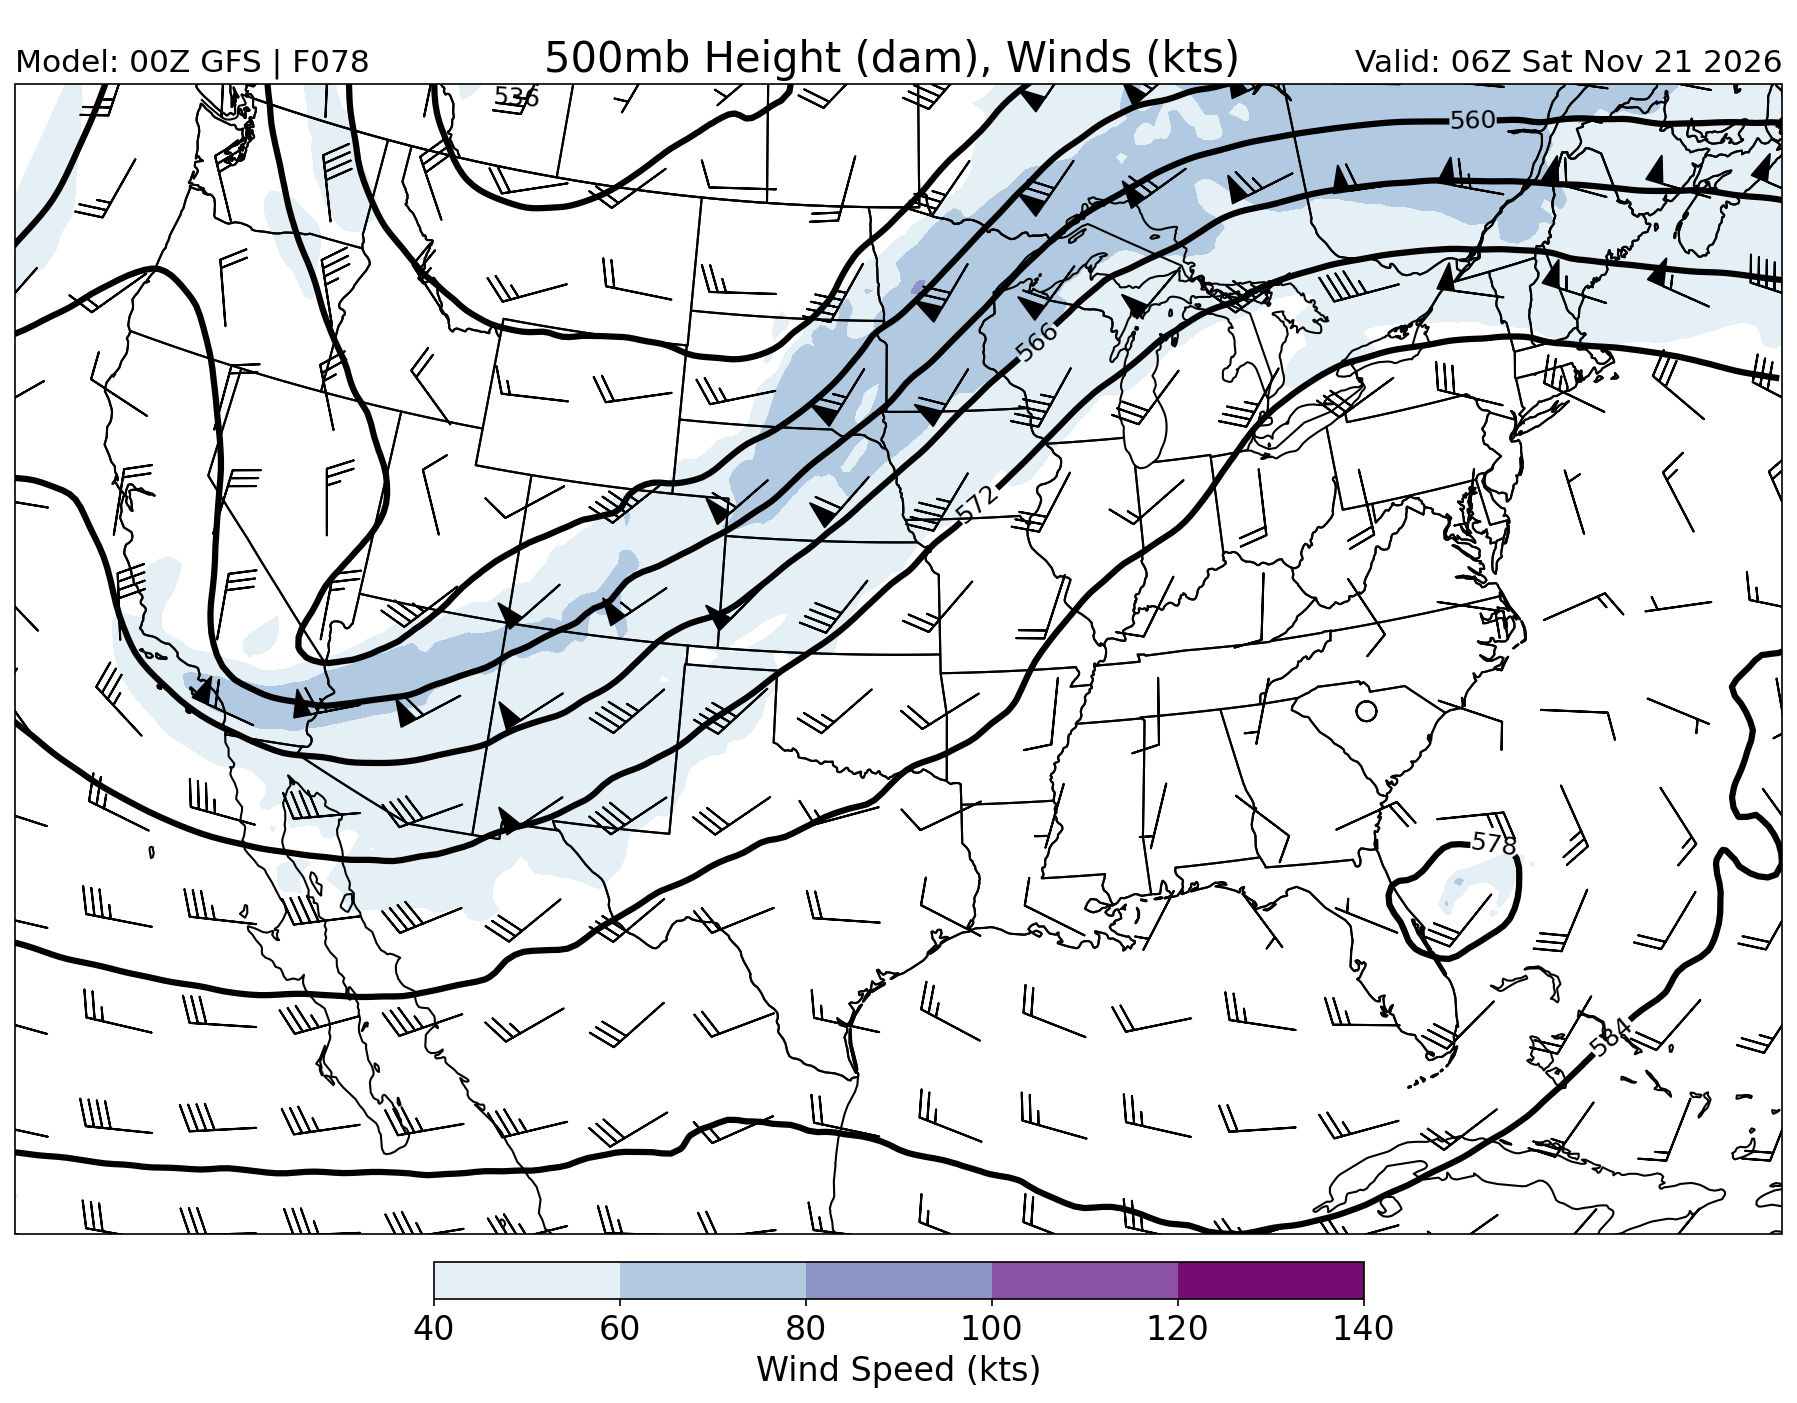 Model: 00Z GFS | F078
500mb Height (dam), Winds (kts)
Valid: 06Z Sat Nov 21 2026
536
560
566
572
578
584
40 60 80 100 120 140
Wind Speed (kts)